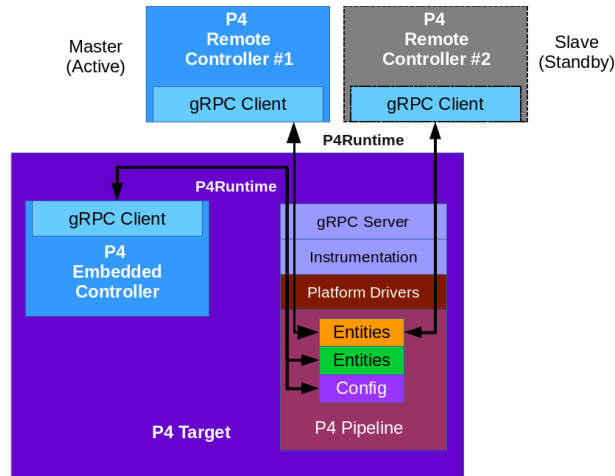 Master
(Active)
P4
Remote
Controller #1
gRPC Client
P4
Remote
Controller #2
gRPC Client
Slave
(Standby)
P4Runtime
P4Runtime
gRPC Client
P4
Embedded
Controller
gRPC Server
Instrumentation
Platform Drivers
Entities
Entities
Config
P4 Pipeline
P4 Target